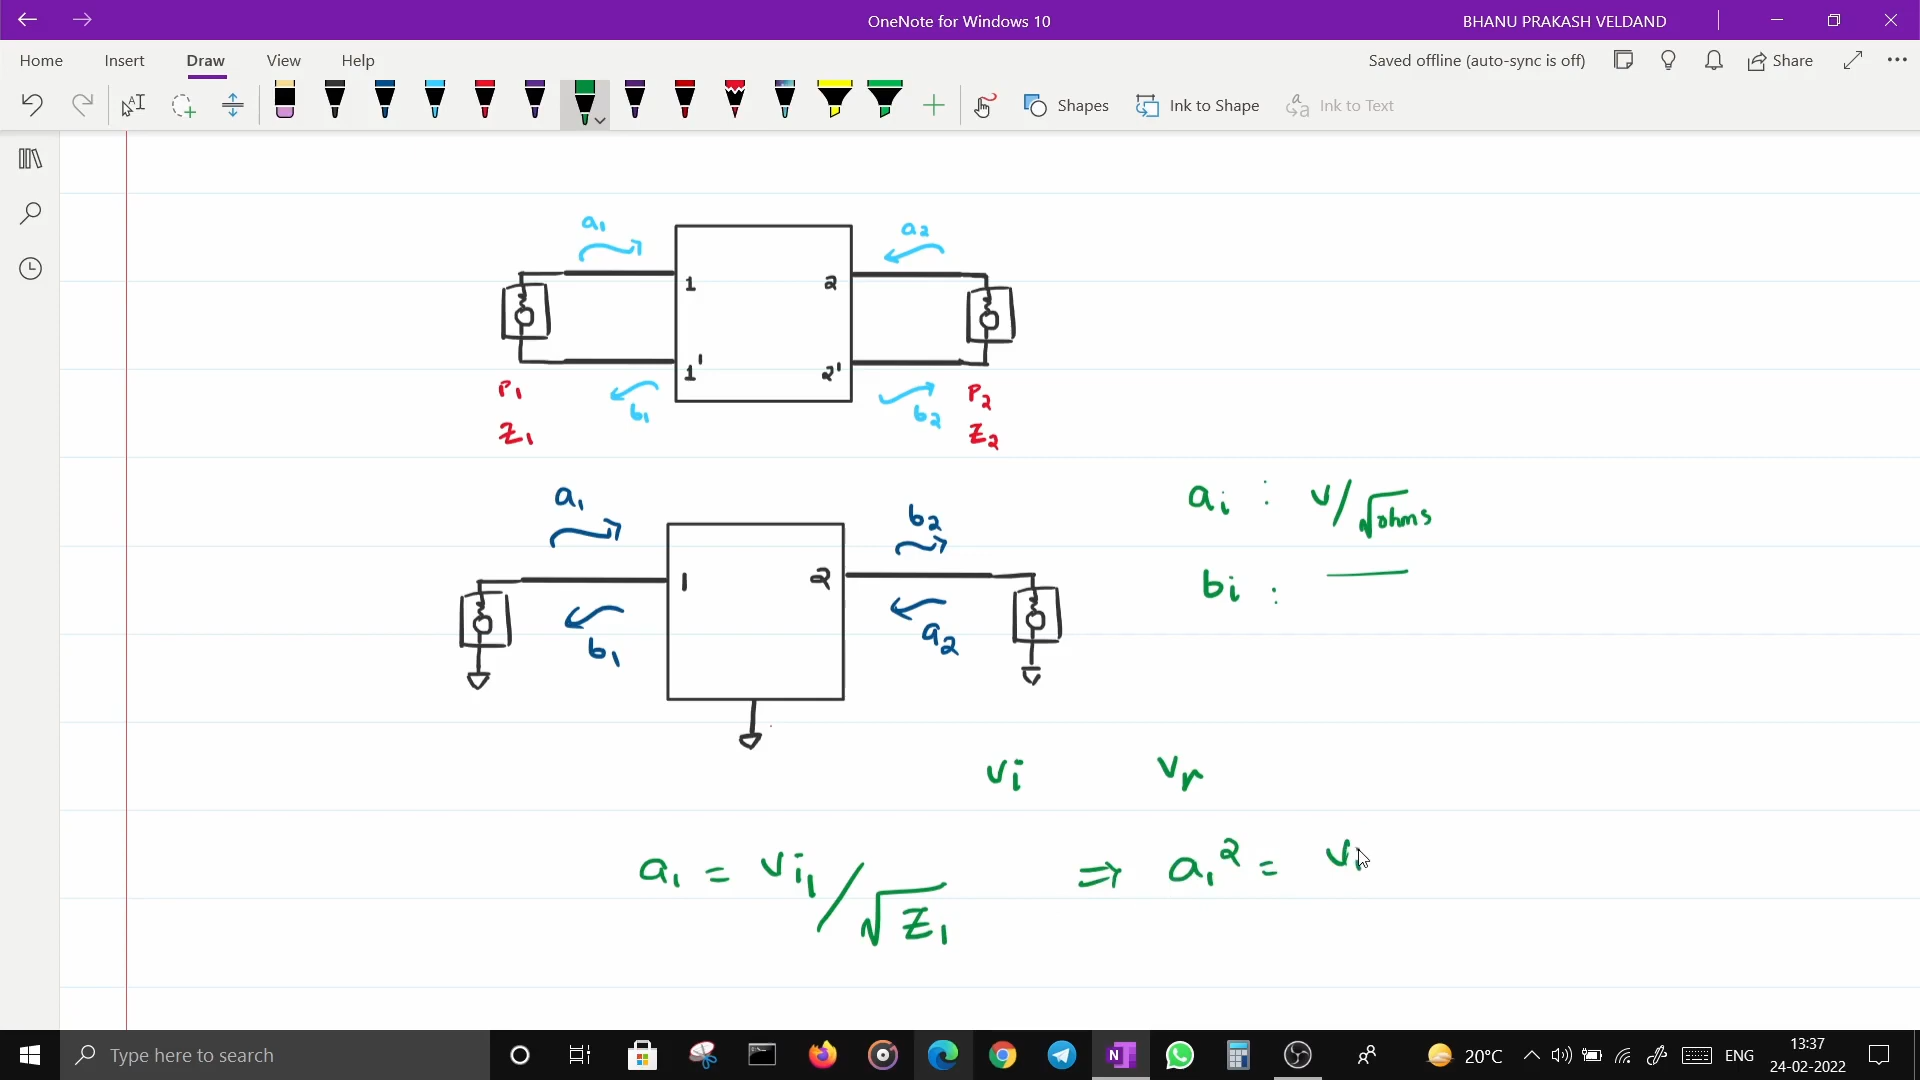 OneNote for Windows 10
BHANU PRAKASH VELDAND
Home Insert Draw View Help
Saved offline (auto-sync is off) Share
Shapes Ink to Shape Ink to Text
a₁ a₂
1 2
1' 2'
P₁ b₁ b₂ P₂
Z₁ Z₂
a₁ b₂
1 2
b₁ a₂
aᵢ : V/√ohms
bᵢ : —
Vi Vr
a₁ = Vi₁/√Z₁ ⇒ a₁² = Vi
Type here to search
20°C ENG 13:37
24-02-2022